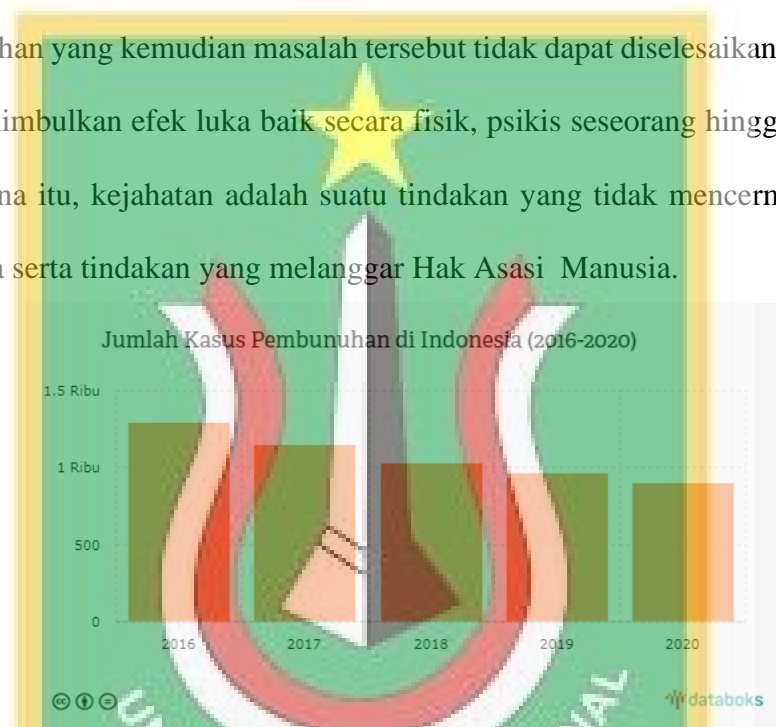 han yang kemudian masalah tersebut tidak dapat diselesaikan
imbulkan efek luka baik secara fisik, psikis seseorang hingg
na itu, kejahatan adalah suatu tindakan yang tidak mencern
a serta tindakan yang melanggar Hak Asasi Manusia.
Jumlah Kasus Pembunuhan di Indonesia (2016-2020)
1.5 Ribu
1 Ribu
500
0
2016 2017 2018 2019 2020
databoks
UN NAL